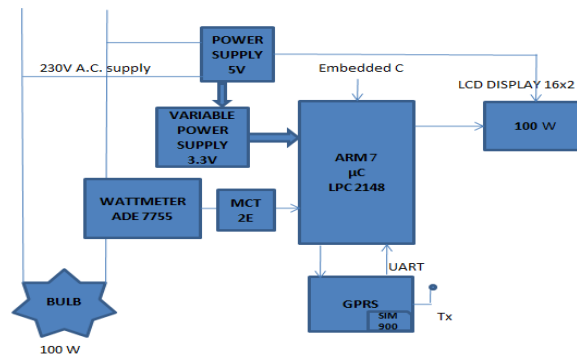 POWER
SUPPLY
5V
230V A.C. supply
Embedded C
LCD DISPLAY 16x2
VARIABLE
POWER
SUPPLY
3.3V
100 W
ARM 7
µC
LPC 2148
WATTMETER
ADE 7755
MCT
2E
UART
BULB
GPRS
SIM
900
Tx
100 W